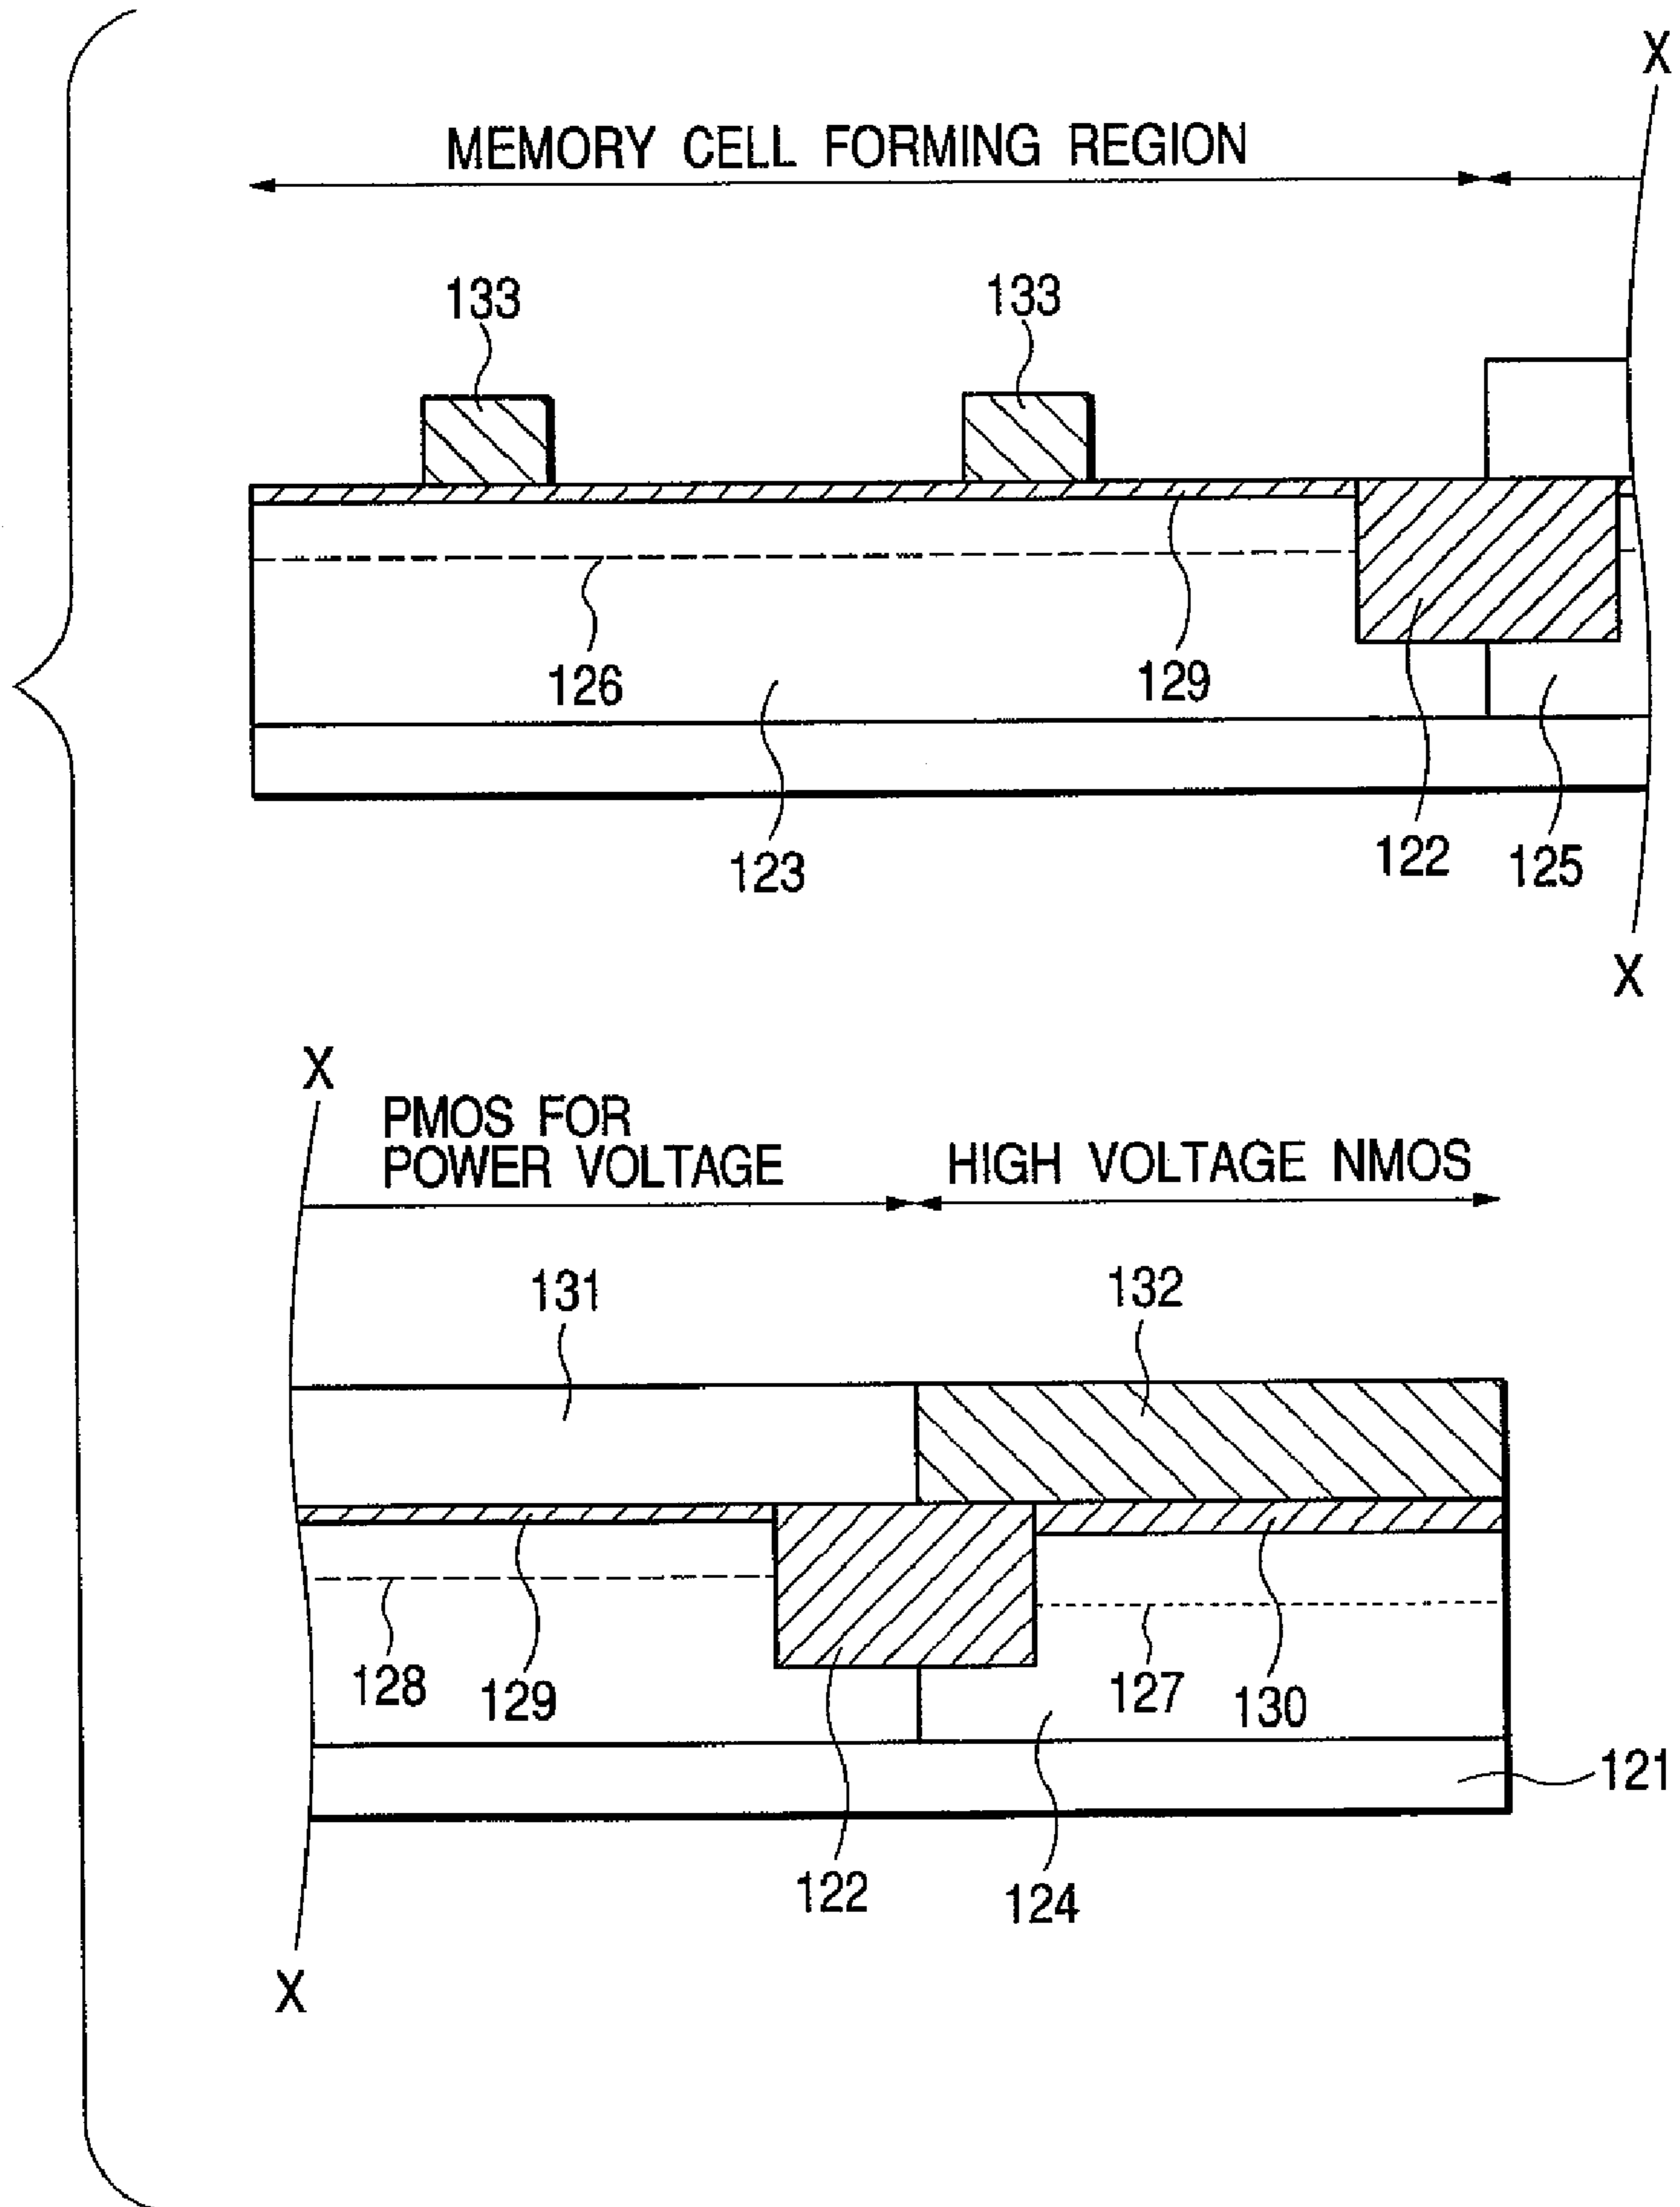 X
MEMORY CELL FORMING REGION
133 133
126 129
123 122 125
X
X
PMOS FOR
POWER VOLTAGE
HIGH VOLTAGE NMOS
131 132
128 129 127 130
121
122 124
X